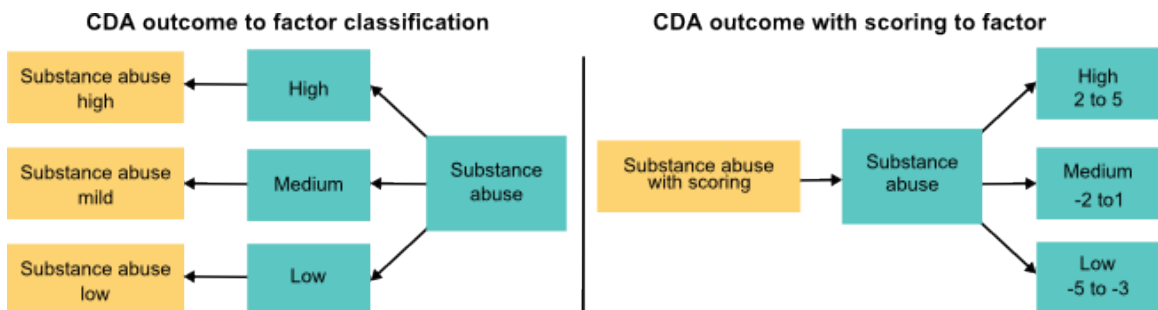 CDA outcome to factor classification
Substance abuse
high
High
Substance abuse
mild
Medium
Substance abuse
Substance abuse
low
Low
CDA outcome with scoring to factor
Substance abuse
with scoring
Substance
abuse
High
2 to 5
Medium
-2 to1
Low
-5 to -3